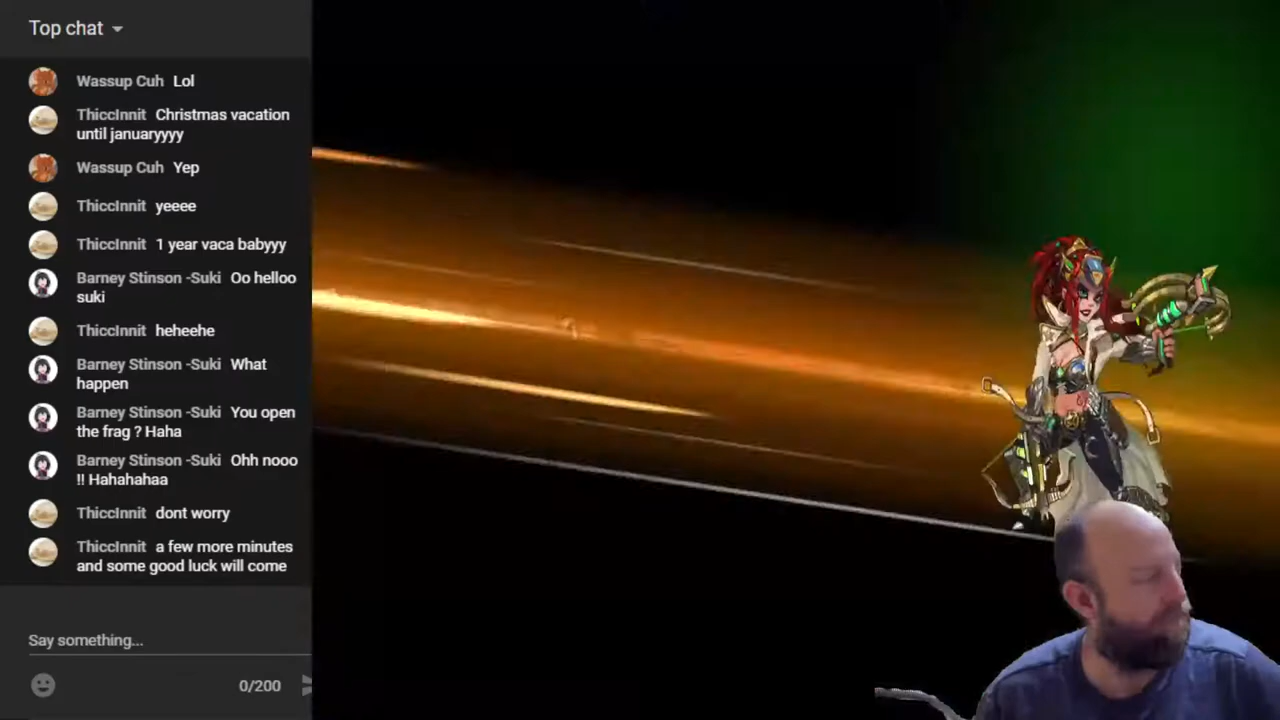 Top chat
Wassup Cuh Lol
ThiccInnit Christmas vacation
until januaryyyy
Wassup Cuh Yep
ThiccInnit yeeee
ThiccInnit 1 year vaca babyyy
Barney Stinson -Suki Oo helloo
suki
ThiccInnit heheehe
Barney Stinson -Suki What
happen
Barney Stinson -Suki You open
the frag ? Haha
Barney Stinson -Suki Ohh nooo
!! Hahahahaa
ThiccInnit dont worry
ThiccInnit a few more minutes
and some good luck will come
Say something...
0/200